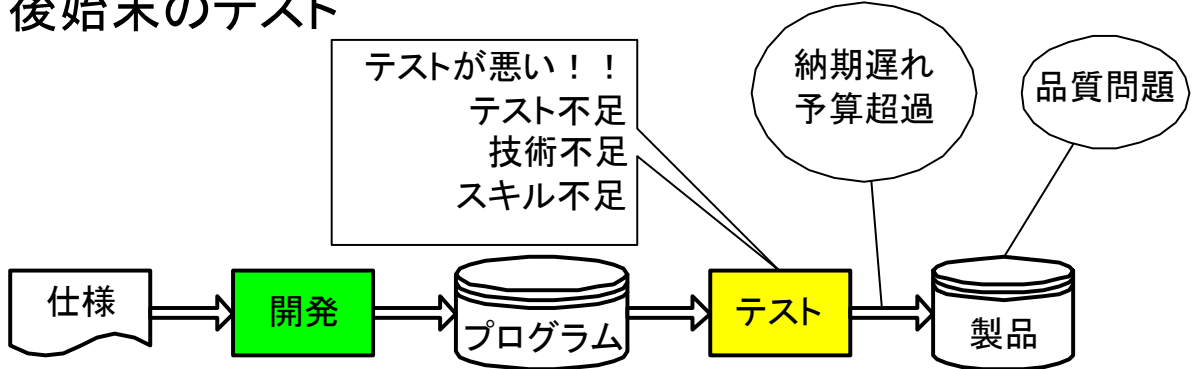 後始末のテスト
テストが悪い！！
テスト不足
技術不足
スキル不足
納期遅れ
予算超過
品質問題
仕様
開発
プログラム
テスト
製品